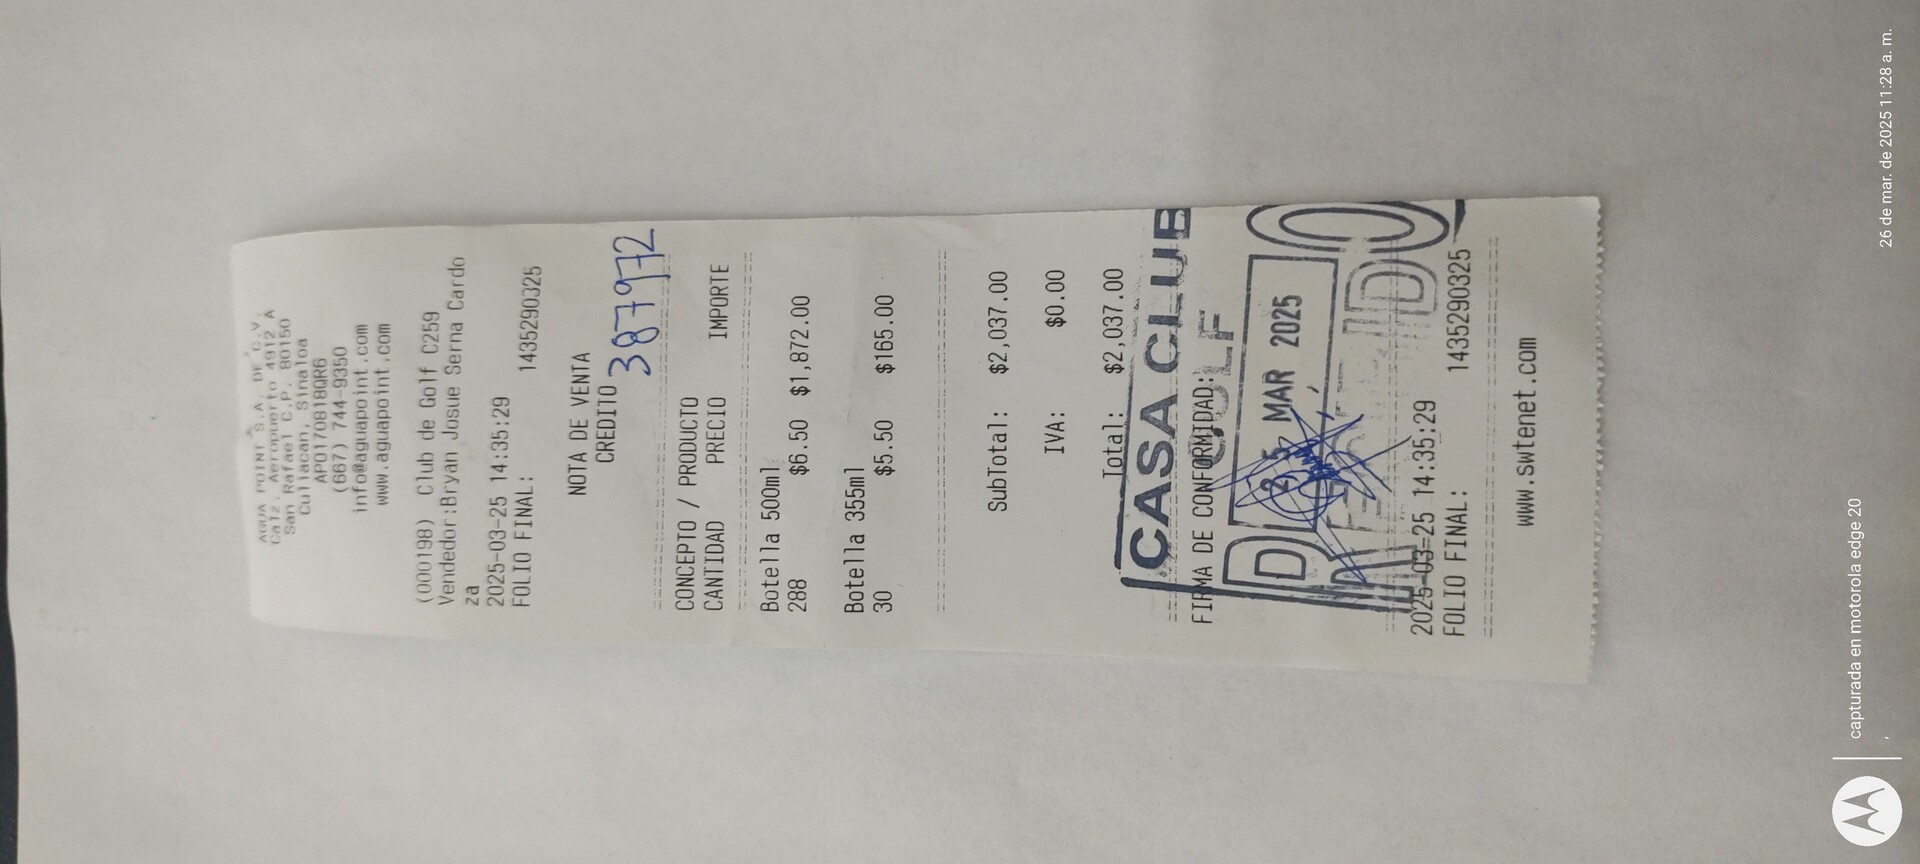 AGUA POINT S.A. DE C.V.
Calz. Aeropuerto 4912 A
San Rafael C.P. 80150
Culiacan, Sinaloa
APO170818QR6
(667) 744-9350
info@aguapoint.com
www.aguapoint.com
(000198) Club de Golf C259
Vendedor:Bryan Josue Serna Cardo
za
2025-03-25 14:35:29
FOLIO FINAL: 1435290325
NOTA DE VENTA
CREDITO
387972
CONCEPTO / PRODUCTO
CANTIDAD PRECIO IMPORTE
Botella 500ml
288 $6.50 $1,872.00
Botella 355ml
30 $5.50 $165.00
SubTotal: $2,037.00
IVA: $0.00
Total: $2,037.00
CASA CLUB
GOLF
FIRMA DE CONFORMIDAD:
25 MAR 2025
RECIBIDO
2025-03-25 14:35:29
FOLIO FINAL: 1435290325
www.swtenet.com
capturada en motorola edge 20
26 de mar. de 2025 11:28 a. m.